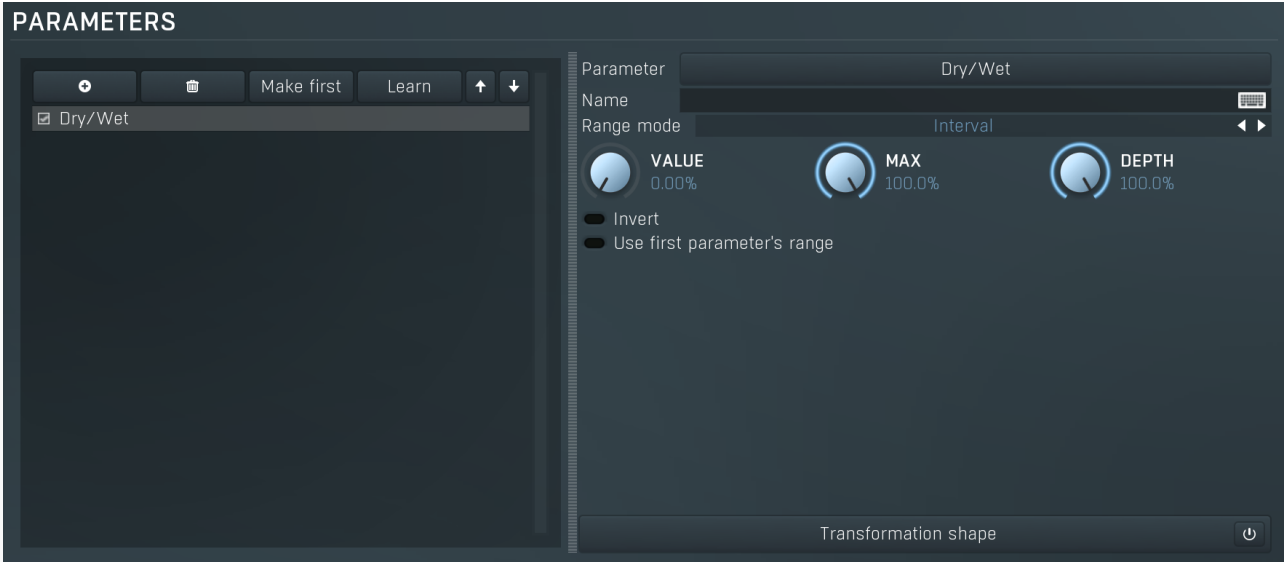 PARAMETERS
Make first
Learn
Dry/Wet
Parameter Dry/Wet
Name
Range mode Interval
VALUE MAX DEPTH
0.00% 100.0% 100.0%
Invert
Use first parameter's range
Transformation shape